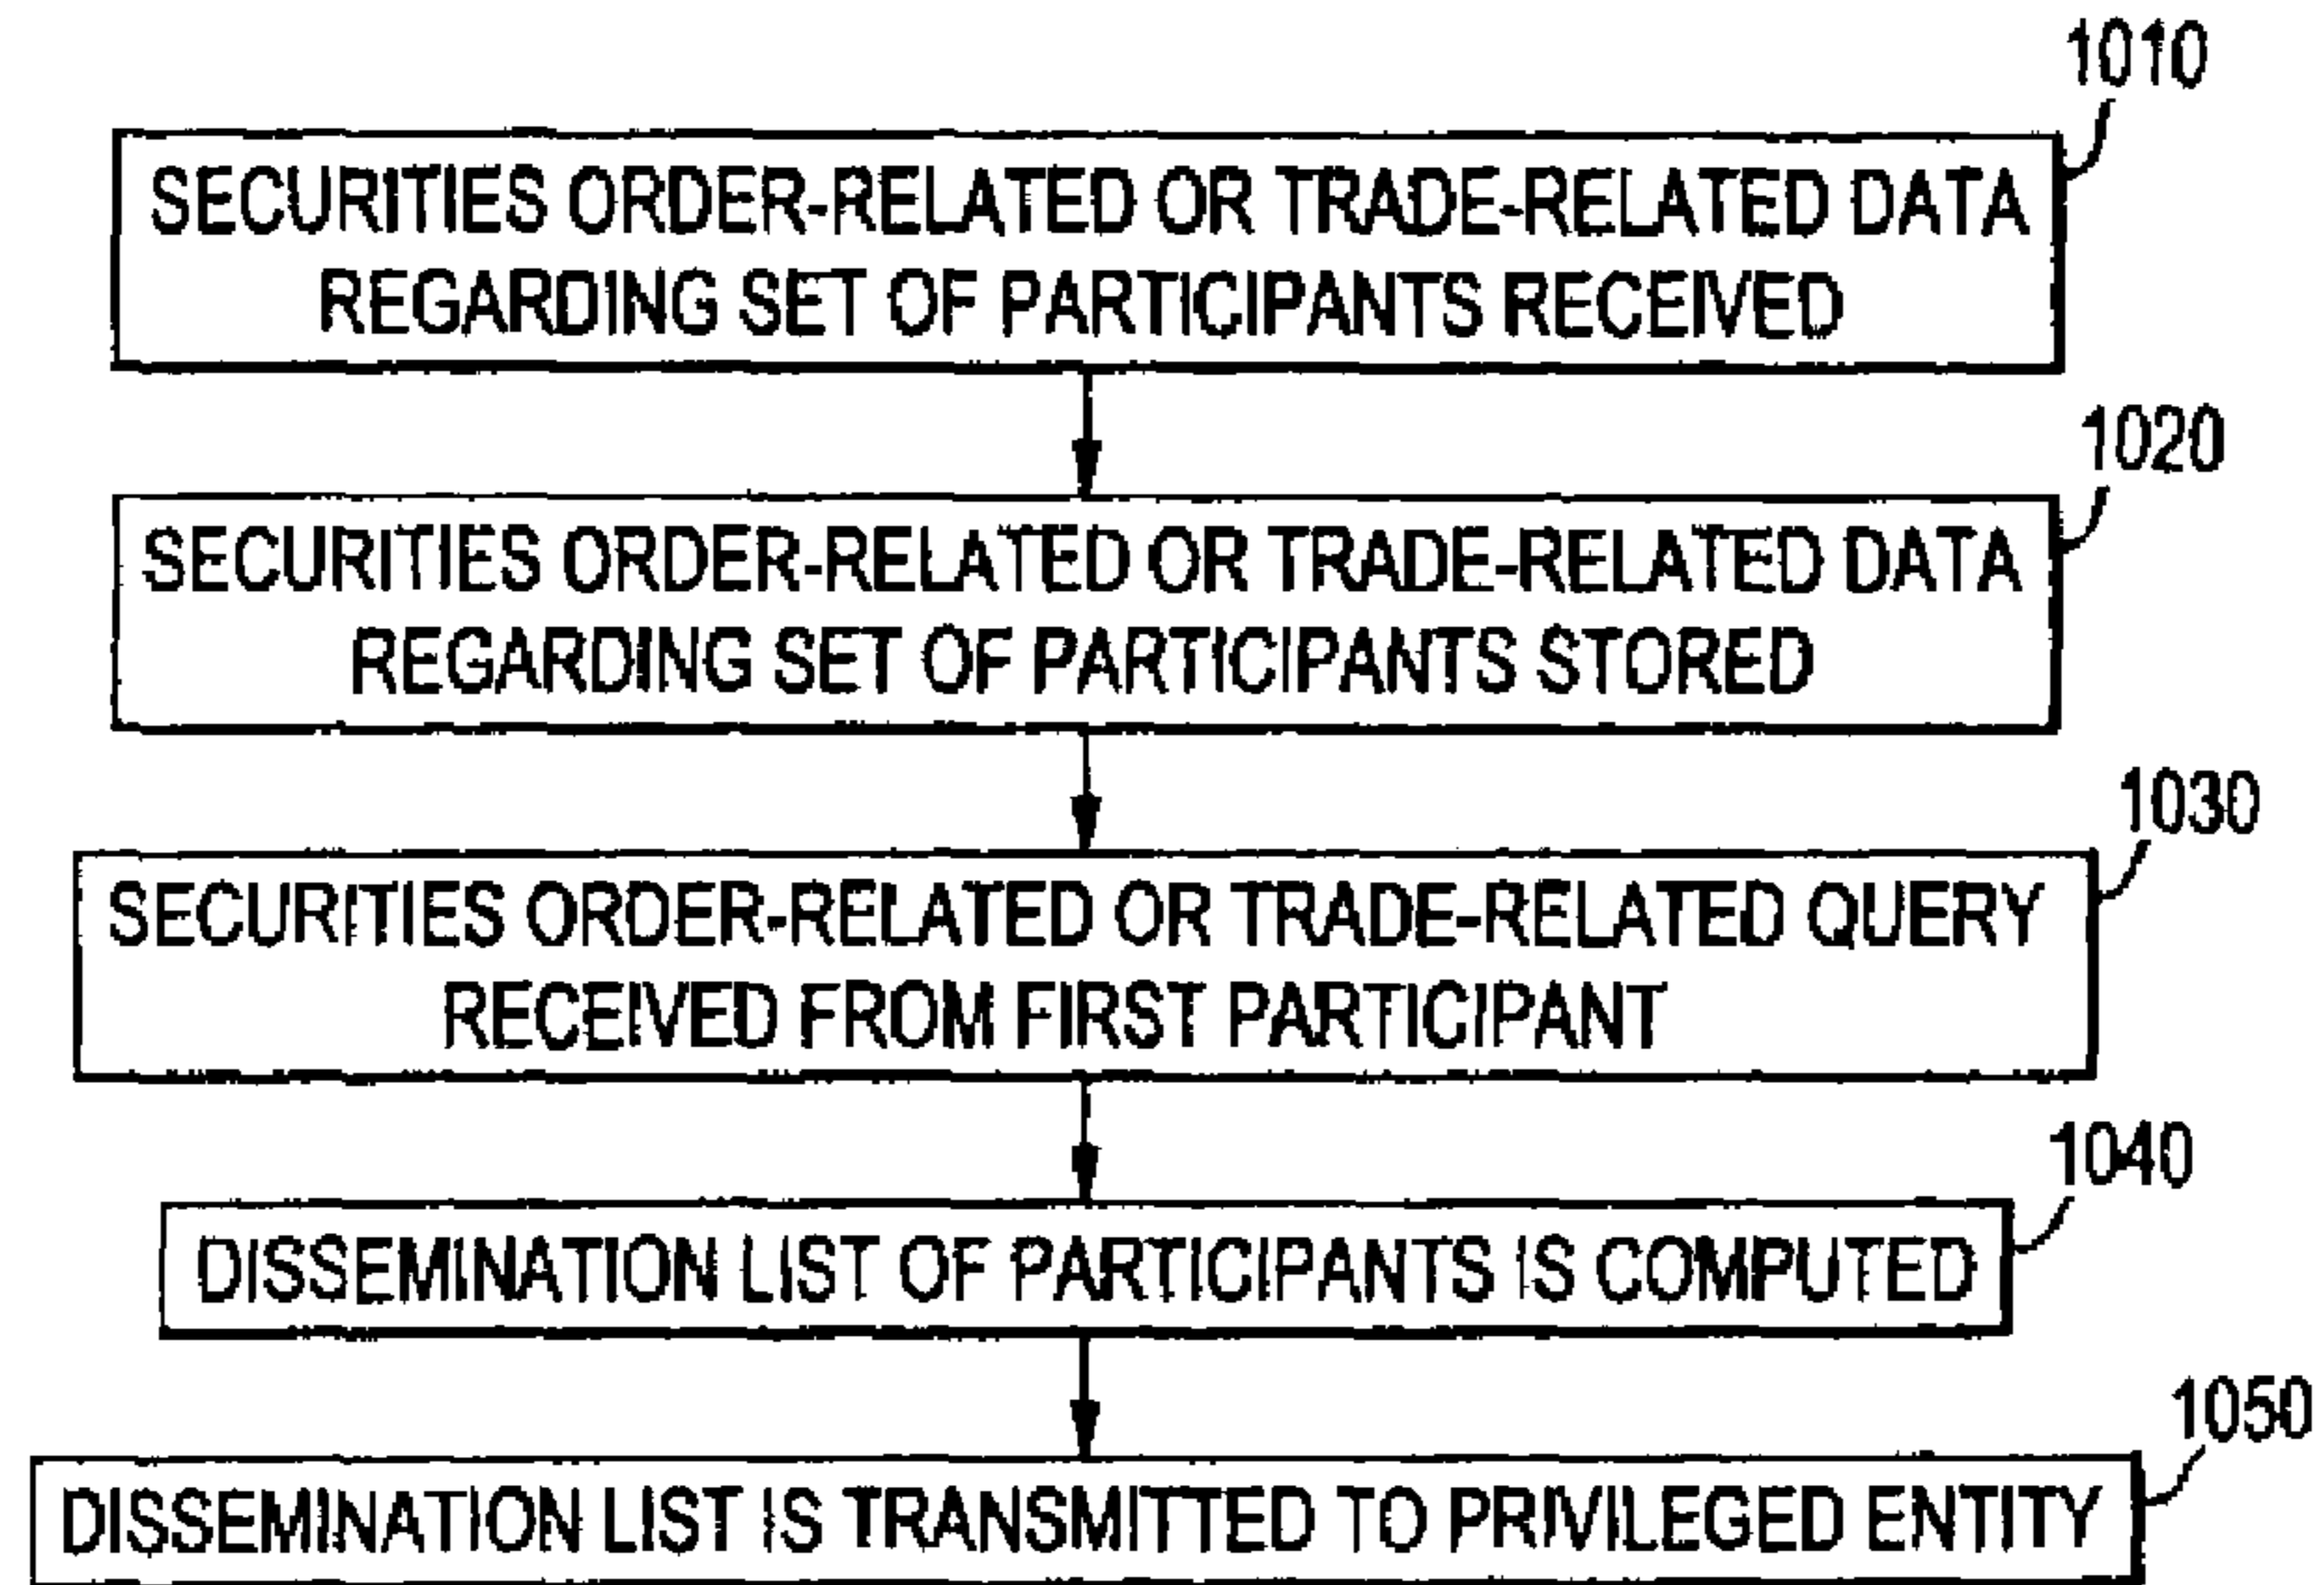 1010
SECURITIES ORDER-RELATED OR TRADE-RELATED DATA
REGARDING SET OF PARTICIPANTS RECEIVED
1020
SECURITIES ORDER-RELATED OR TRADE-RELATED DATA
REGARDING SET OF PARTICIPANTS STORED
1030
SECURITIES ORDER-RELATED OR TRADE-RELATED QUERY
RECEIVED FROM FIRST PARTICIPANT
1040
DISSEMINATION LIST OF PARTICIPANTS IS COMPUTED
1050
DISSEMINATION LIST IS TRANSMITTED TO PRIVILEGED ENTITY